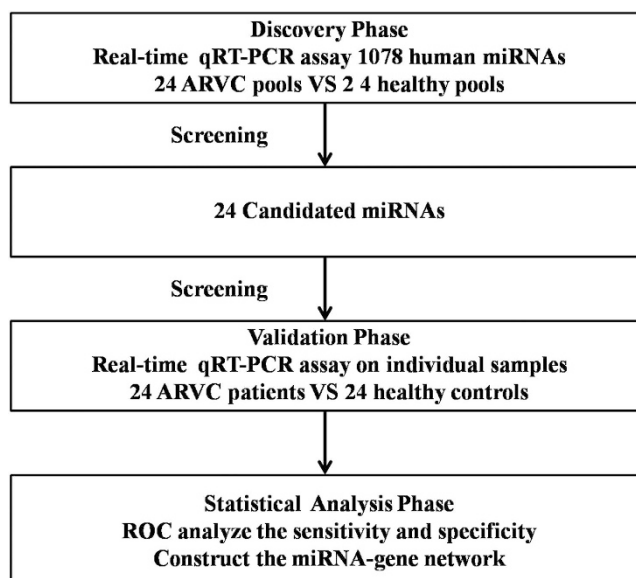 Discovery Phase
Real-time qRT-PCR assay 1078 human miRNAs
24 ARVC pools VS 2 4 healthy pools
Screening
24 Candidated miRNAs
Screening
Validation Phase
Real-time qRT-PCR assay on individual samples
24 ARVC patients VS 24 healthy controls
Statistical Analysis Phase
ROC analyze the sensitivity and specificity
Construct the miRNA-gene network